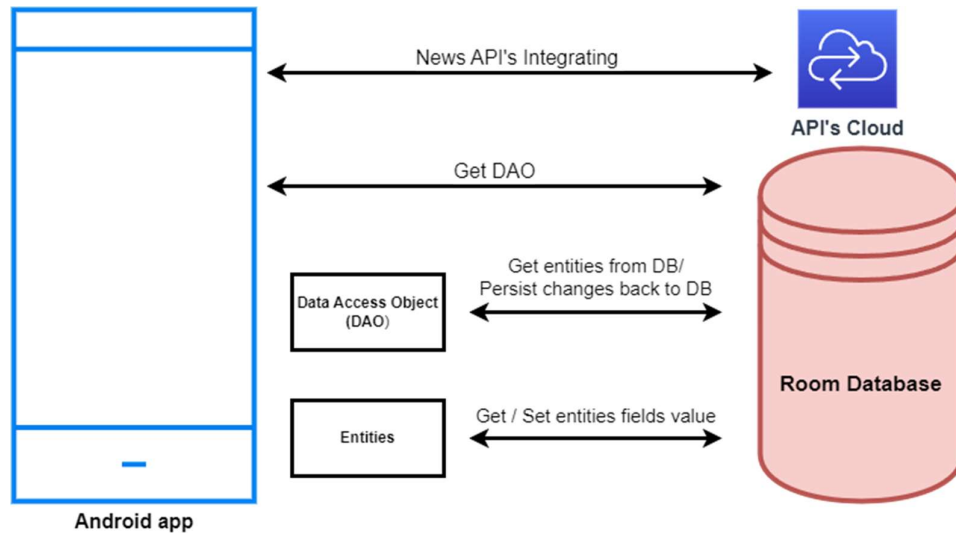 News API's Integrating
API's Cloud
Get DAO
Get entities from DB/
Persist changes back to DB
Data Access Object
(DAO)
Room Database
Get / Set entities fields value
Entities
Android app